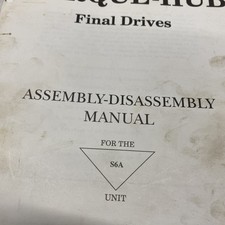 Final Drives
ASSEMBLY-DISASSEMBLY
MANUAL
FOR THE
S6A
UNIT